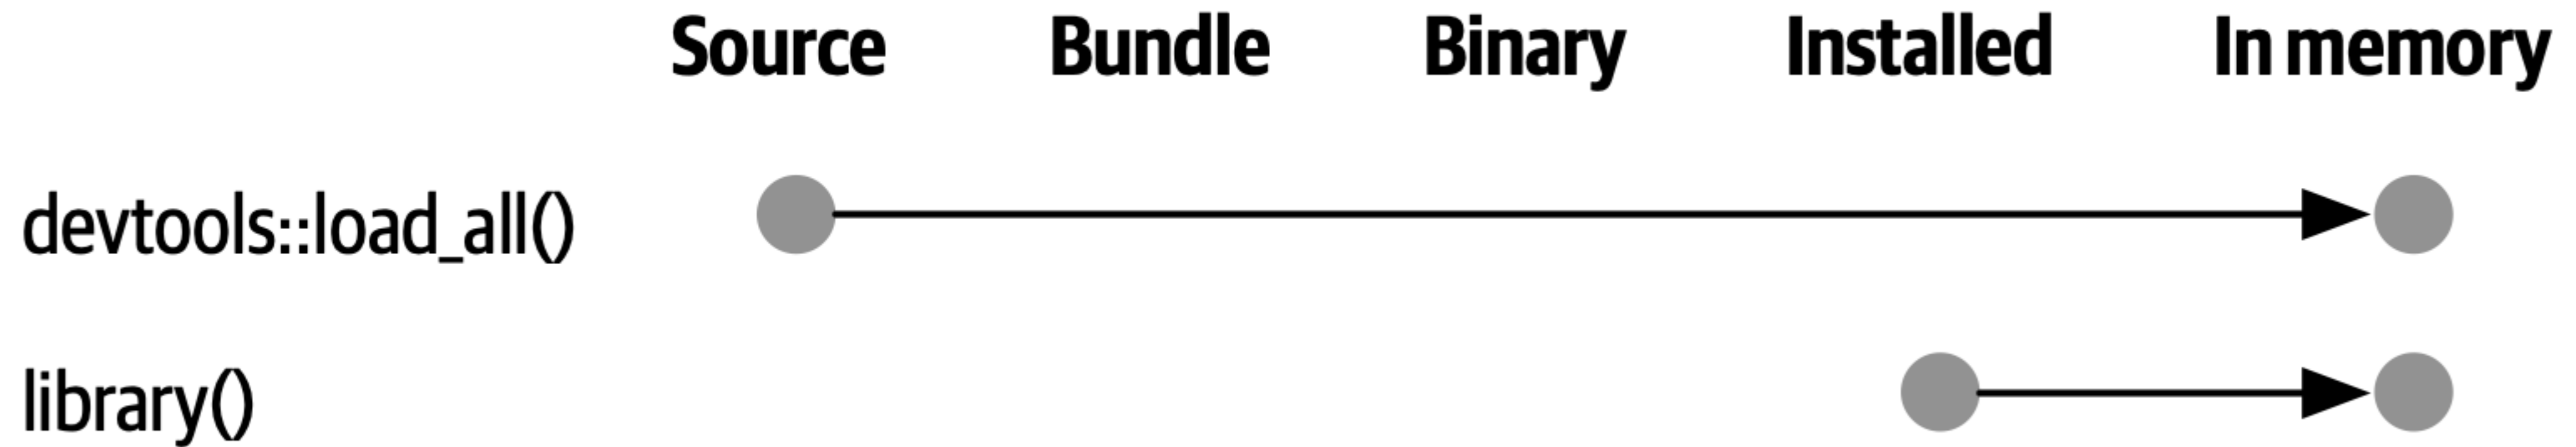 Source Bundle Binary Installed In memory
devtools::load_all()
library()